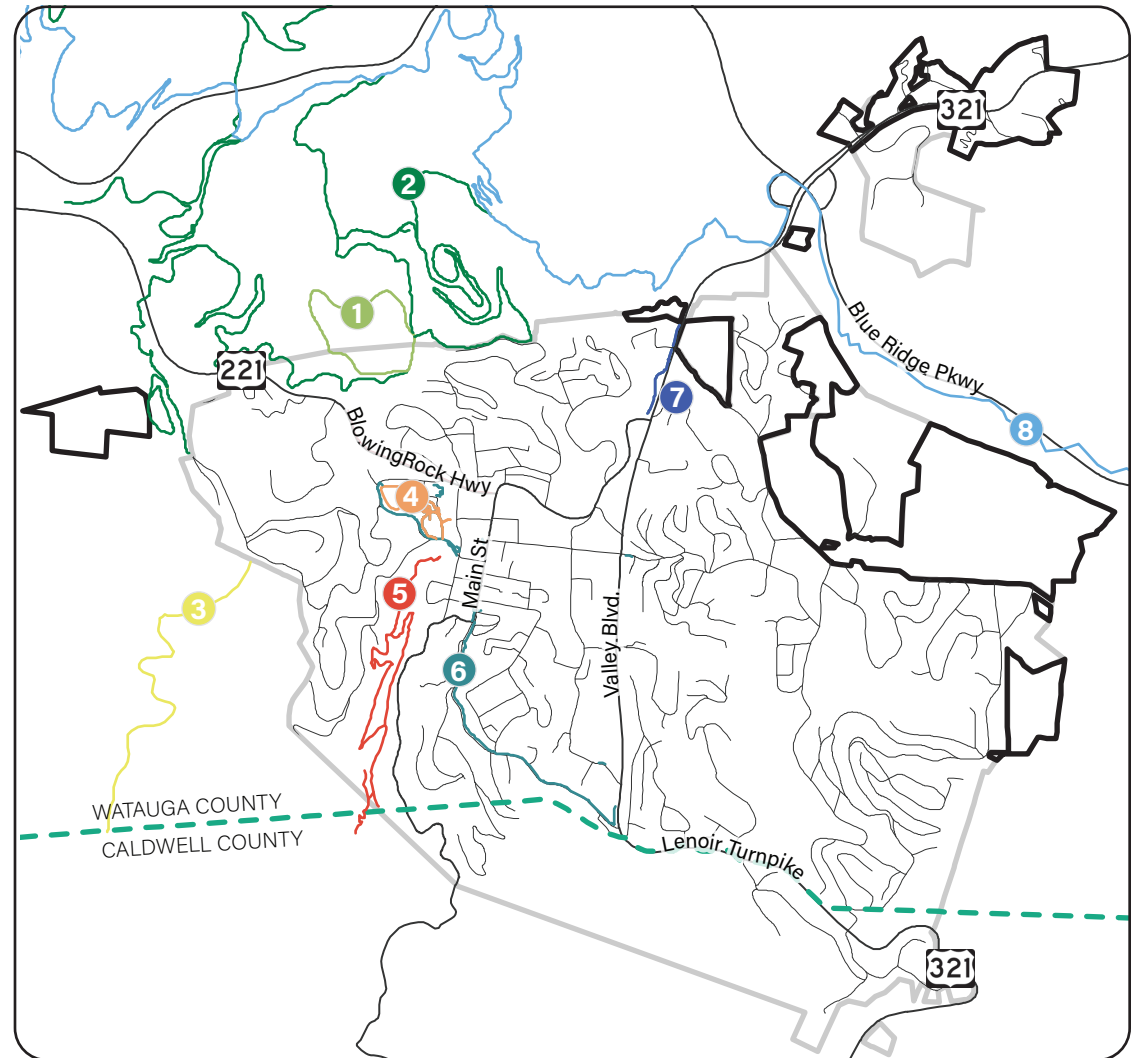 321
2
1
Blue Ridge Pkwy
221
7
8
BlowingRock Hwy
4
Main St
5
3
Valley Blvd.
6
WATAUGA COUNTY
CALDWELL COUNTY
Lenoir Turnpike
321